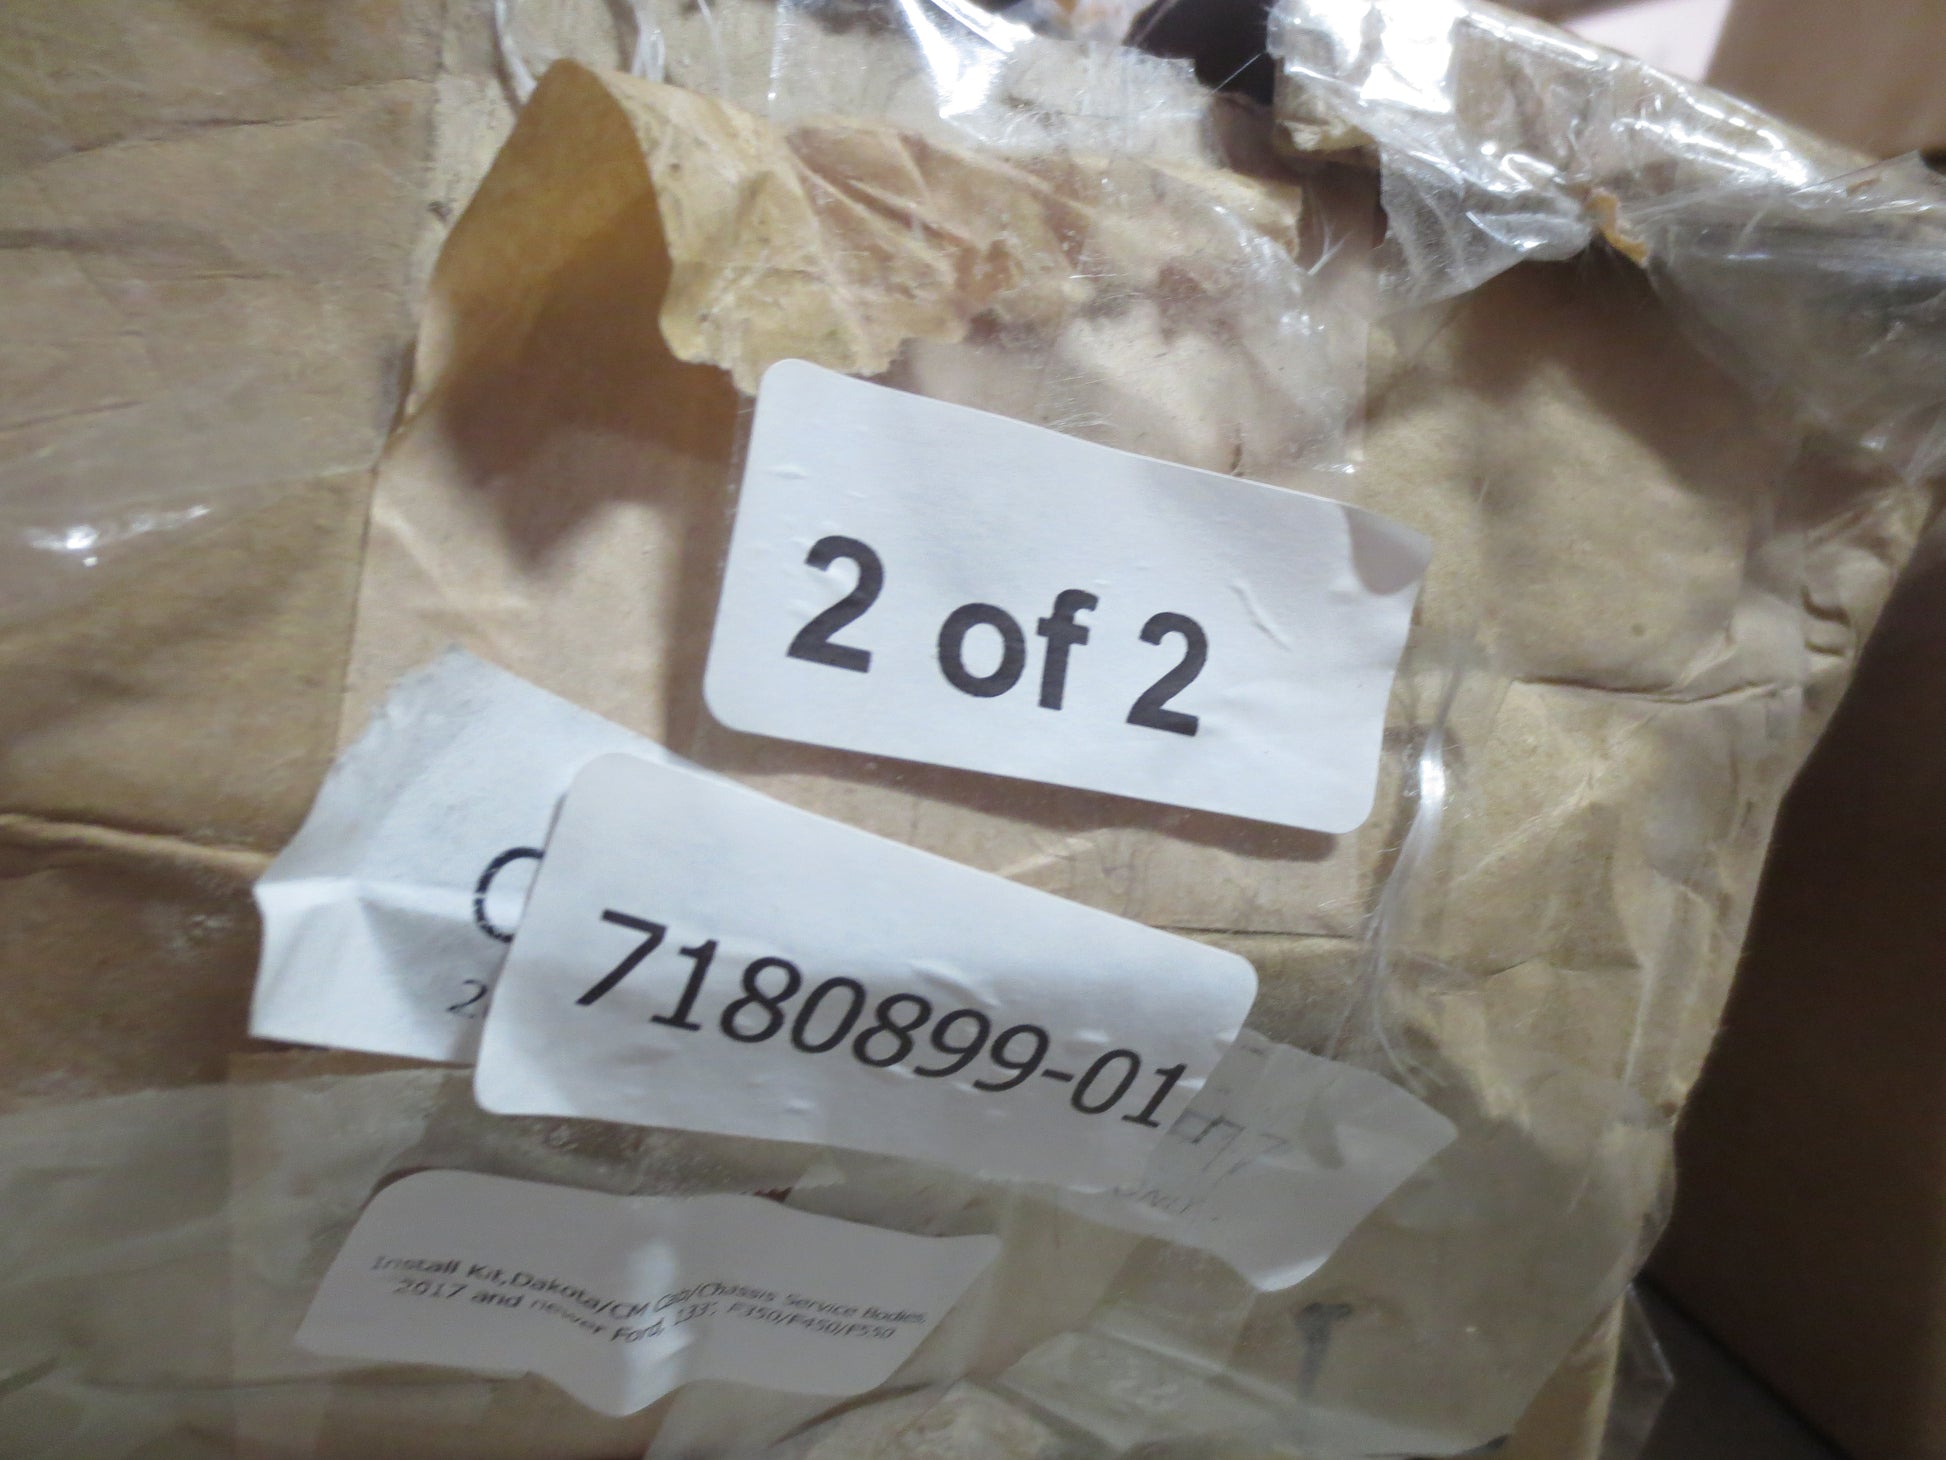 2 of 2
7180899-01
Install Kit,Dakota/CM Cab/Chassis Service Bodies,
2017 and newer Ford, 133", F350/F450/F550